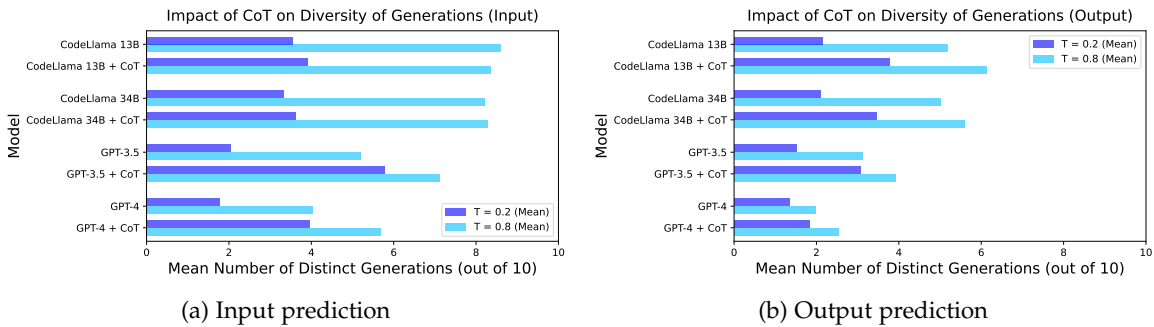 Impact of CoT on Diversity of Generations (Input)
Model
CodeLlama 13B
CodeLlama 13B + CoT
CodeLlama 34B
CodeLlama 34B + CoT
GPT-3.5
GPT-3.5 + CoT
GPT-4
GPT-4 + CoT
T = 0.2 (Mean)
T = 0.8 (Mean)
0 2 4 6 8 10
Mean Number of Distinct Generations (out of 10)
(a) Input prediction
Impact of CoT on Diversity of Generations (Output)
Model
CodeLlama 13B
CodeLlama 13B + CoT
CodeLlama 34B
CodeLlama 34B + CoT
GPT-3.5
GPT-3.5 + CoT
GPT-4
GPT-4 + CoT
T = 0.2 (Mean)
T = 0.8 (Mean)
0 2 4 6 8 10
Mean Number of Distinct Generations (out of 10)
(b) Output prediction